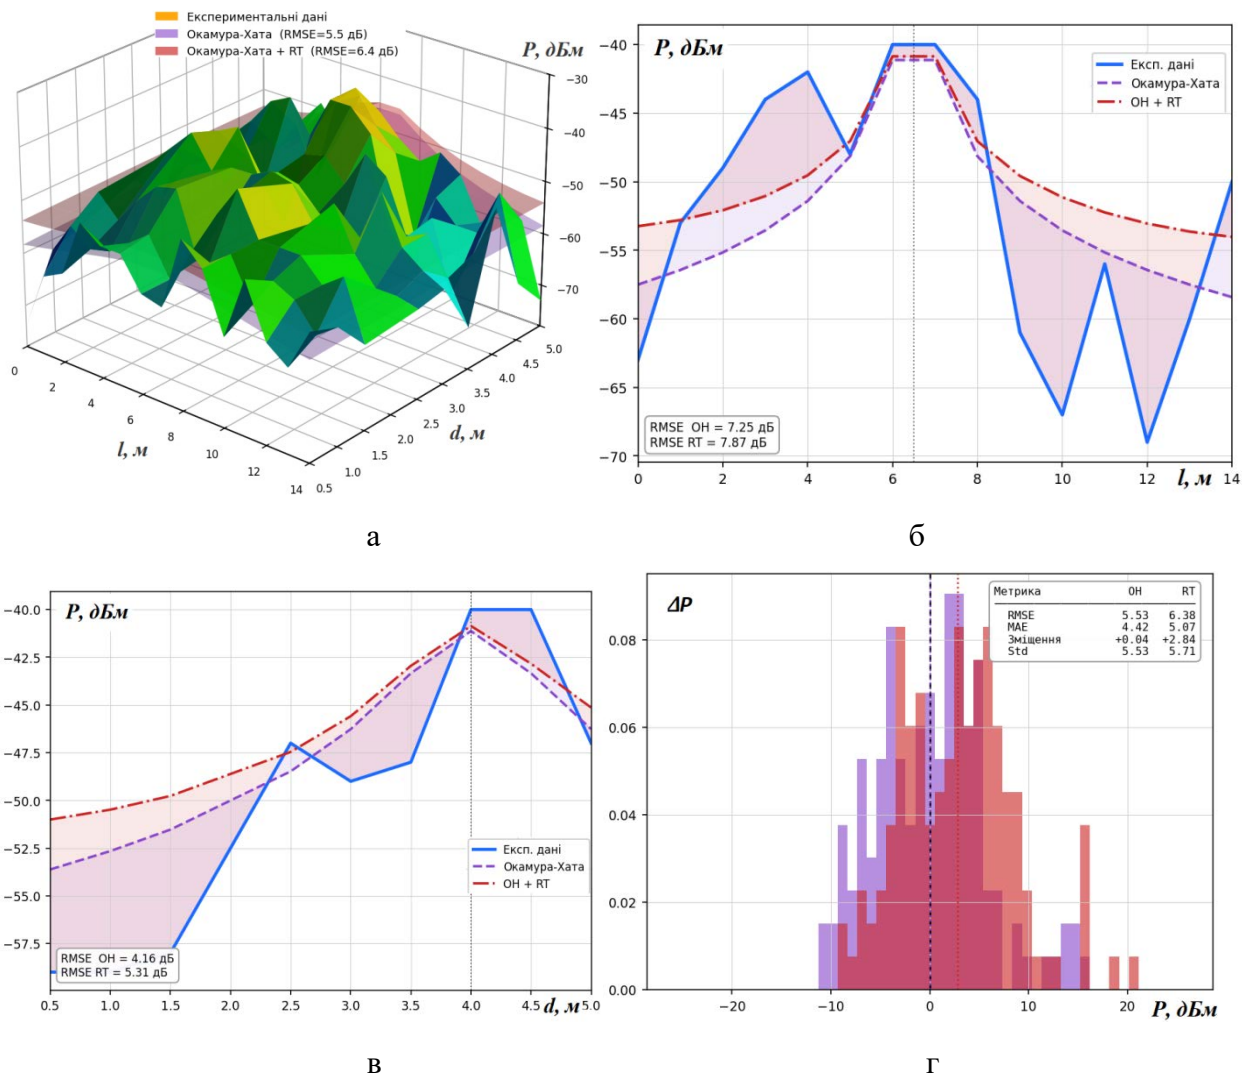 Експериментальні дані
Окамура-Хата (RMSE=5.5 дБ)
Окамура-Хата + RT (RMSE=6.4 дБ)
P, дБм
−30
−40
−50
−60
−70
0
2
4
6
8
10
12
14
l, м
0.5
1.0
1.5
2.0
2.5
3.0
3.5
4.0
4.5
5.0
d, м
а
P, дБм
Експ. дані
Окамура-Хата
OH + RT
−40
−45
−50
−55
−60
−65
−70
RMSE OH = 7.25 дБ
RMSE RT = 7.87 дБ
0 2 4 6 8 10 12 14
l, м
б
P, дБм
−40.0
−42.5
−45.0
−47.5
−50.0
−52.5
−55.0
−57.5
Експ. дані
Окамура-Хата
OH + RT
RMSE OH = 4.16 дБ
RMSE RT = 5.31 дБ
0.5 1.0 1.5 2.0 2.5 3.0 3.5 4.0 4.5 5.0
d, м
в
ΔP
Метрика OH RT
RMSE 5.53 6.38
MAE 4.42 5.07
Зміщення +0.04 +2.84
Std 5.53 5.71
0.08
0.06
0.04
0.02
0.00
−20 −10 0 10 20
P, дБм
г